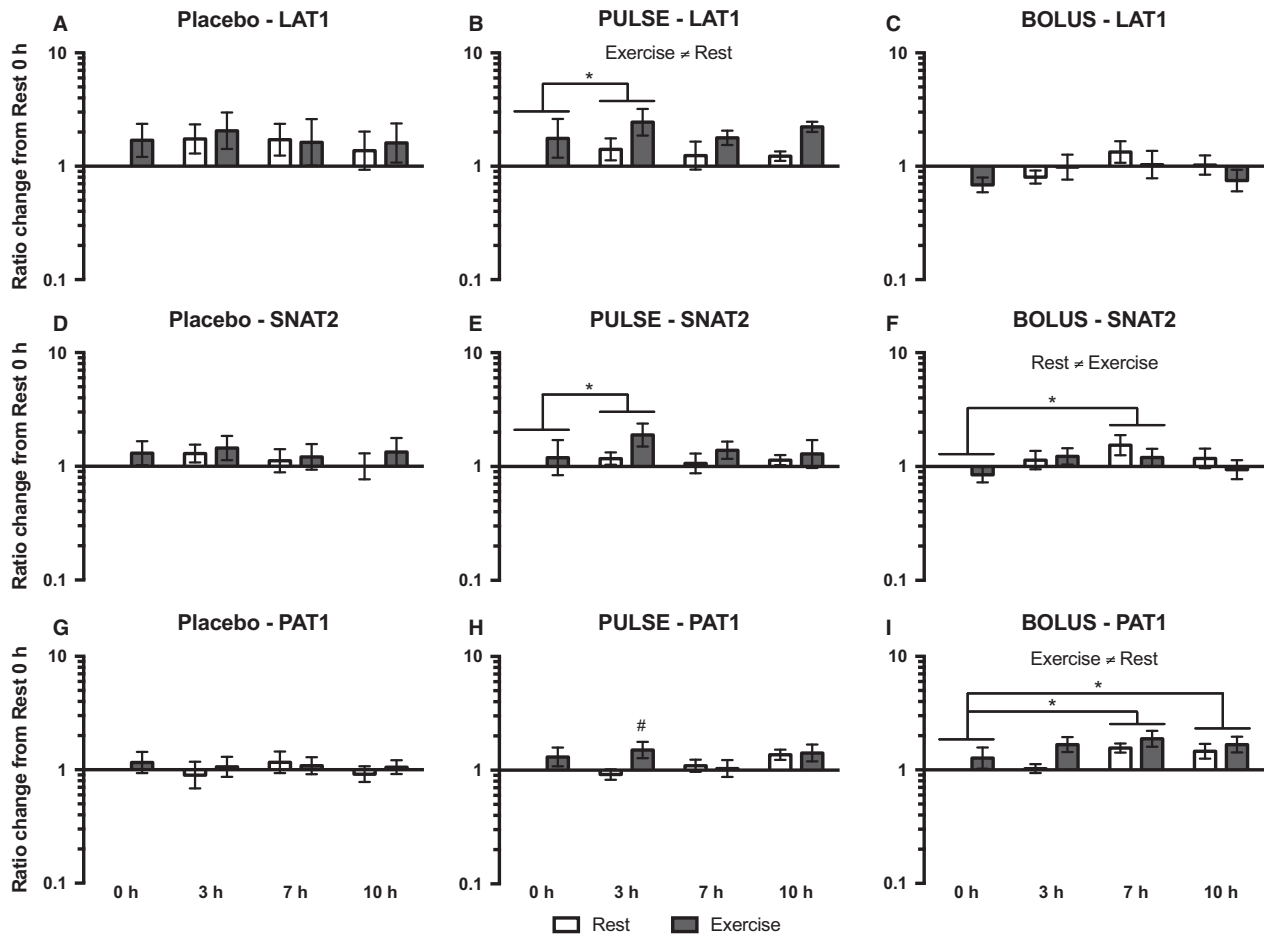 A Placebo - LAT1
B PULSE - LAT1
C BOLUS - LAT1
Ratio change from Rest 0 h
10
1
0.1
Exercise ≠ Rest
*
10
1
0.1
10
1
0.1
D Placebo - SNAT2
E PULSE - SNAT2
F BOLUS - SNAT2
Ratio change from Rest 0 h
10
1
0.1
*
10
1
0.1
Rest ≠ Exercise
*
10
1
0.1
G Placebo - PAT1
H PULSE - PAT1
I BOLUS - PAT1
Ratio change from Rest 0 h
10
1
0.1
0 h 3 h 7 h 10 h
#
10
1
0.1
0 h 3 h 7 h 10 h
Exercise ≠ Rest
*
*
10
1
0.1
0 h 3 h 7 h 10 h
Rest Exercise